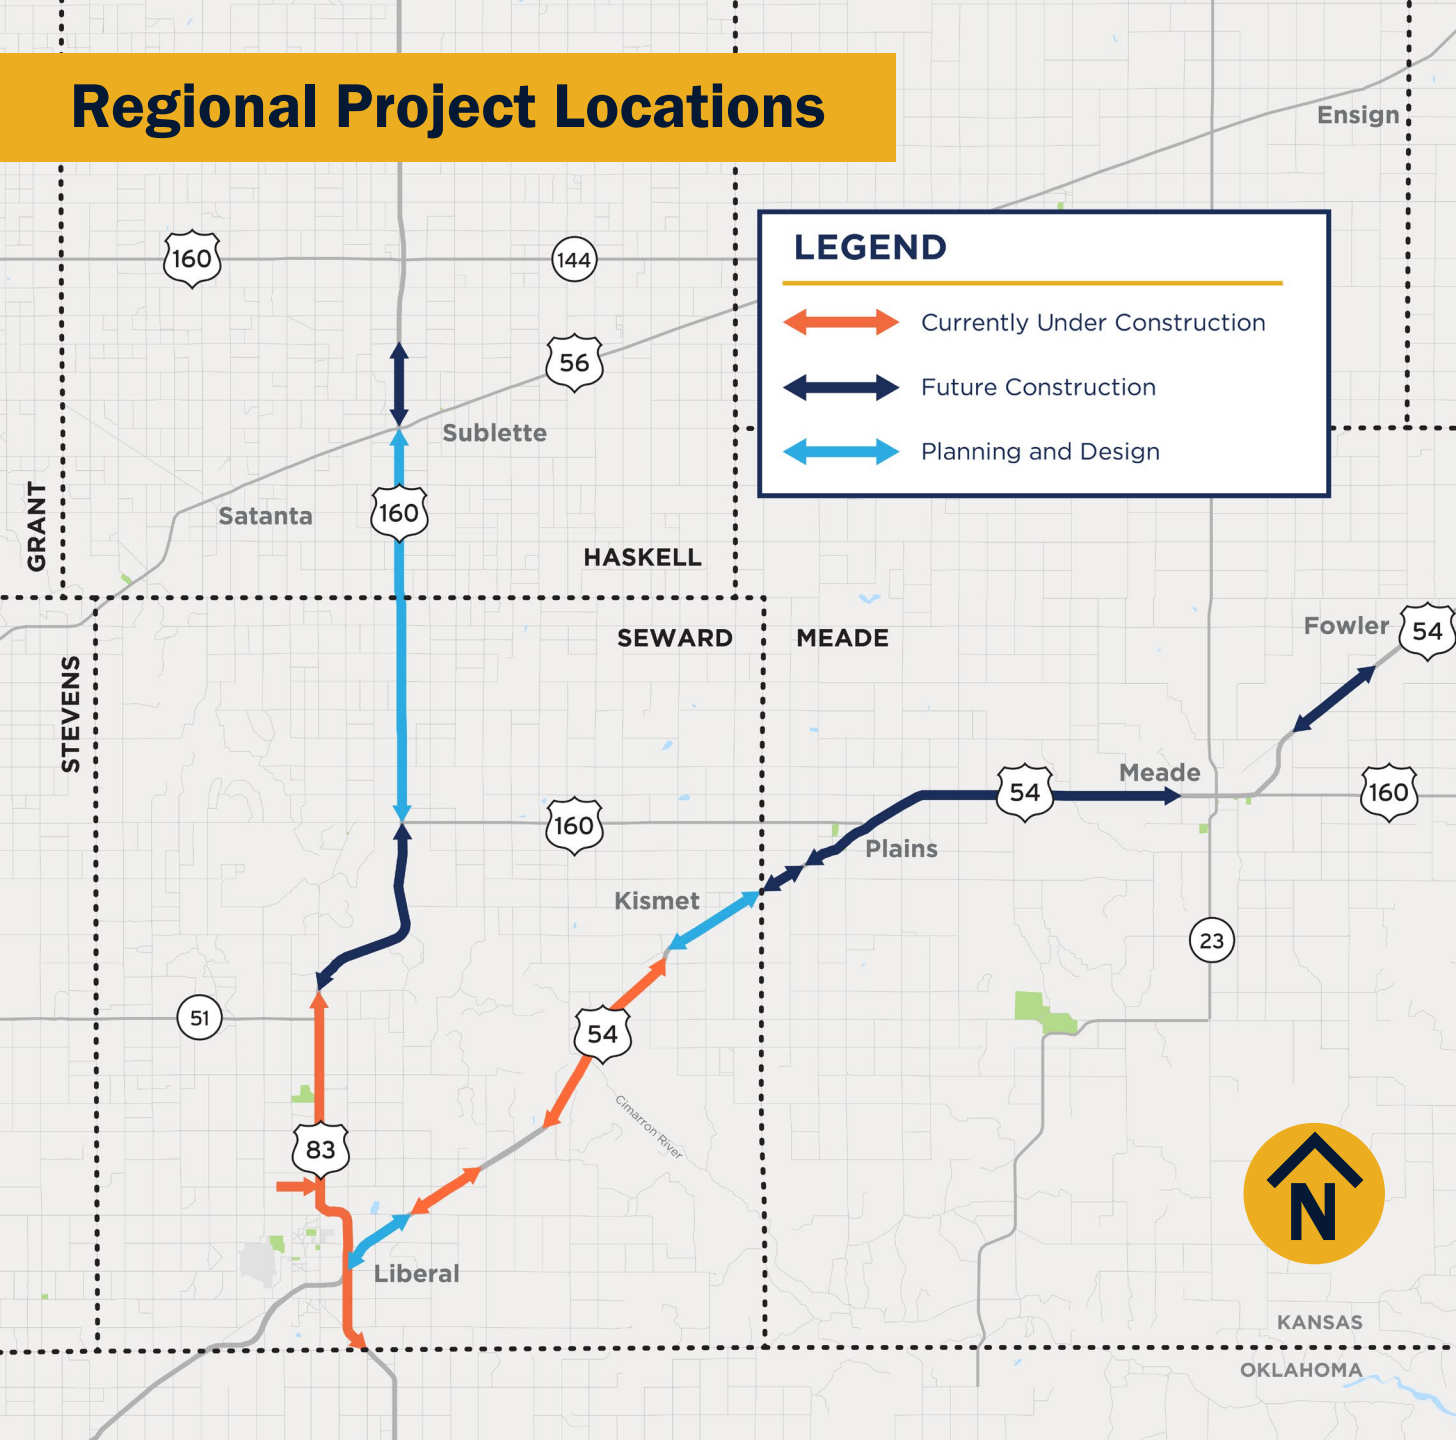 Regional Project Locations
Ensign
160
144
LEGEND
Currently Under Construction
Future Construction
Planning and Design
56
Sublette
GRANT
Satanta
160
HASKELL
SEWARD
MEADE
STEVENS
Fowler
54
Meade
54
160
160
Plains
Kismet
23
51
54
Cimarron River
83
N
Liberal
KANSAS
OKLAHOMA